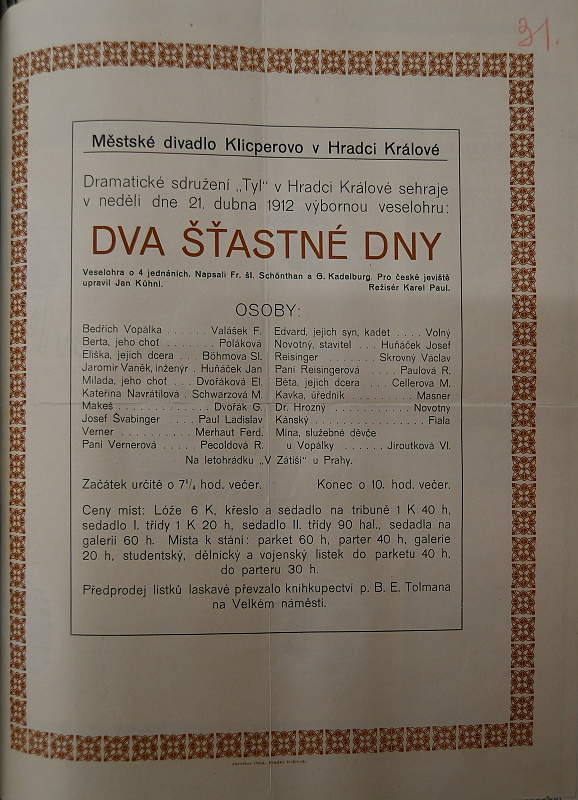 31.
Městské divadlo Klicperovo v Hradci Králové
Dramatické sdružení „Tyl“ v Hradci Králové sehraje
v neděli dne 21. dubna 1912 výbornou veselohru:
DVA ŠŤASTNÉ DNY
Veselohra o 4 jednáních. Napsali Fr. šl. Schönthan a G. Kadelburg. Pro české jeviště
upravil Jan Kühnl. Režisér Karel Paul.
OSOBY:
Bedřich Vopálka . . . . . . Valášek F.
Berta, jeho choť . . . . . . Poláková
Eliška, jejich dcera . . . Böhmova Sl.
Jaromír Vaněk, inženýr . Huňáček Jan
Milada, jeho choť . . . Dvořáková El.
Kateřina Navrátilova . Schwarzová M.
Makeš . . . . . . . . . . . Dvořák G.
Josef Švabinger . . . Paul Ladislav
Verner . . . . . . . . . Merhaut Ferd.
Paní Vernerová . . . . Pecoldová R.
Edvard, jejich syn, kadet . . . . Volný
Novotný, stavitel . . Huňáček Josef
Reisinger . . . . . . . Skrovný Václav
Paní Reisingerová . . . . Paulová R.
Běta, jejich dcera . . . Cellerova M.
Kavka, úředník . . . . . . . Masner
Dr. Hrozný . . . . . . . . . . Novotný
Kánský . . . . . . . . . . . . . Fiala
Mina, služebné děvče
u Vopálky . . . . . . Jiroutková Vl.
Na letohrádku „V Zátiší“ u Prahy.
Začátek určitě o 7¹/₄ hod. večer. Konec o 10. hod. večer.
Ceny míst: Lóže 6 K, křeslo a sedadlo na tribuně 1 K 40 h,
sedadlo I. třídy 1 K 20 h, sedadlo II. třídy 90 hal., sedadla na
galerii 60 h. Místa k stání: parket 60 h, parter 40 h, galerie
20 h, studentský, dělnický a vojenský lístek do parketu 40 h,
do parteru 30 h.
Předprodej lístků laskavě převzalo knihkupectví p. B. E. Tolmana
na Velkém náměstí.